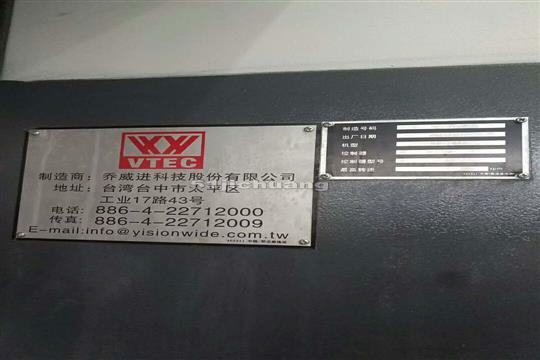 VTEC
制造商：乔威进科技股份有限公司
地址：台湾台中市太平区
工业17路43号
电话：886-4-22712000
传真：886-4-22712009
E-mail:info@yisionwide.com.tw
制造号码
出厂日期
机型
控制器
控制器型号
最高转速
rpm